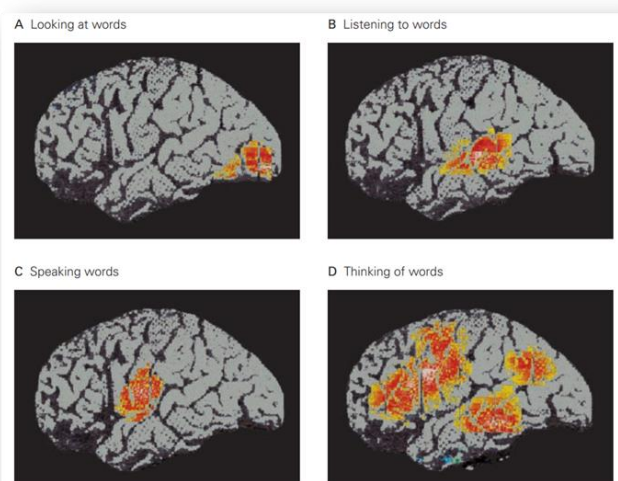 A Looking at words
B Listening to words
C Speaking words
D Thinking of words